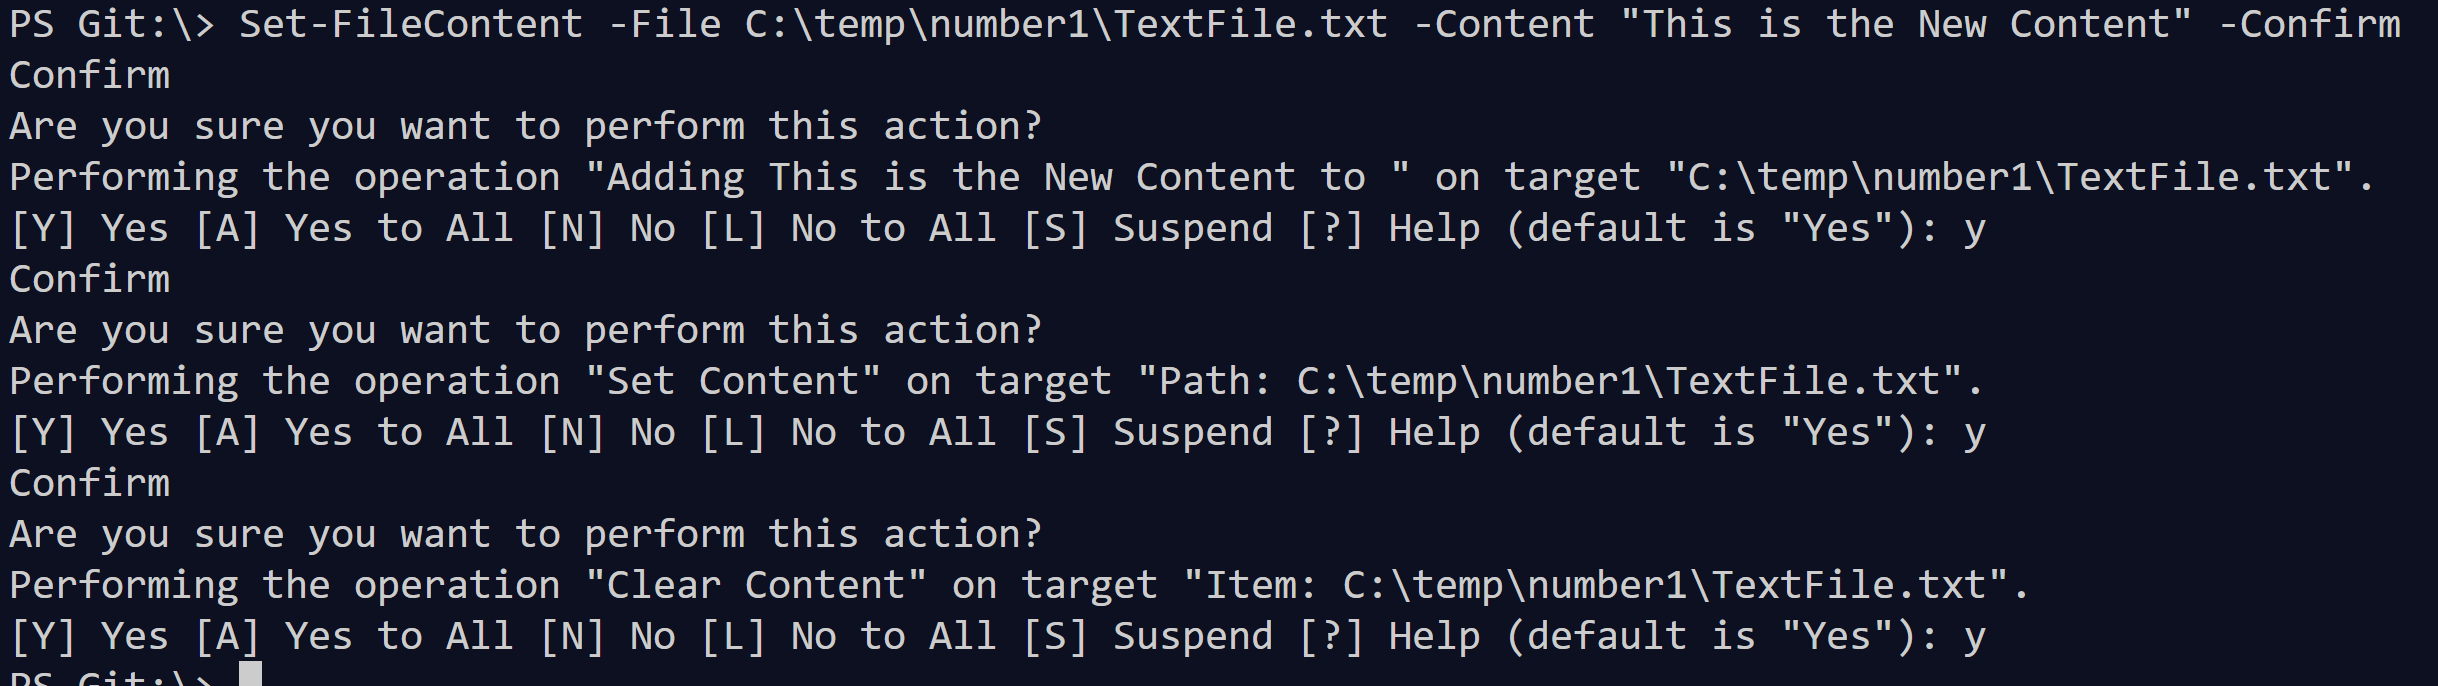 PS Git:\> Set-FileContent -File C:\temp\number1\TextFile.txt -Content "This is the New Content" -Confirm
Confirm
Are you sure you want to perform this action?
Performing the operation "Adding This is the New Content to " on target "C:\temp\number1\TextFile.txt".
[Y] Yes [A] Yes to All [N] No [L] No to All [S] Suspend [?] Help (default is "Yes"): y
Confirm
Are you sure you want to perform this action?
Performing the operation "Set Content" on target "Path: C:\temp\number1\TextFile.txt".
[Y] Yes [A] Yes to All [N] No [L] No to All [S] Suspend [?] Help (default is "Yes"): y
Confirm
Are you sure you want to perform this action?
Performing the operation "Clear Content" on target "Item: C:\temp\number1\TextFile.txt".
[Y] Yes [A] Yes to All [N] No [L] No to All [S] Suspend [?] Help (default is "Yes"): y
PS Git:\>